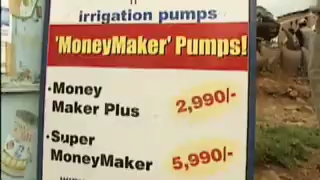 irrigation pumps
'MoneyMaker' Pumps!
• Money
Maker Plus 2,990/-
• Super
MoneyMaker 5,990/-